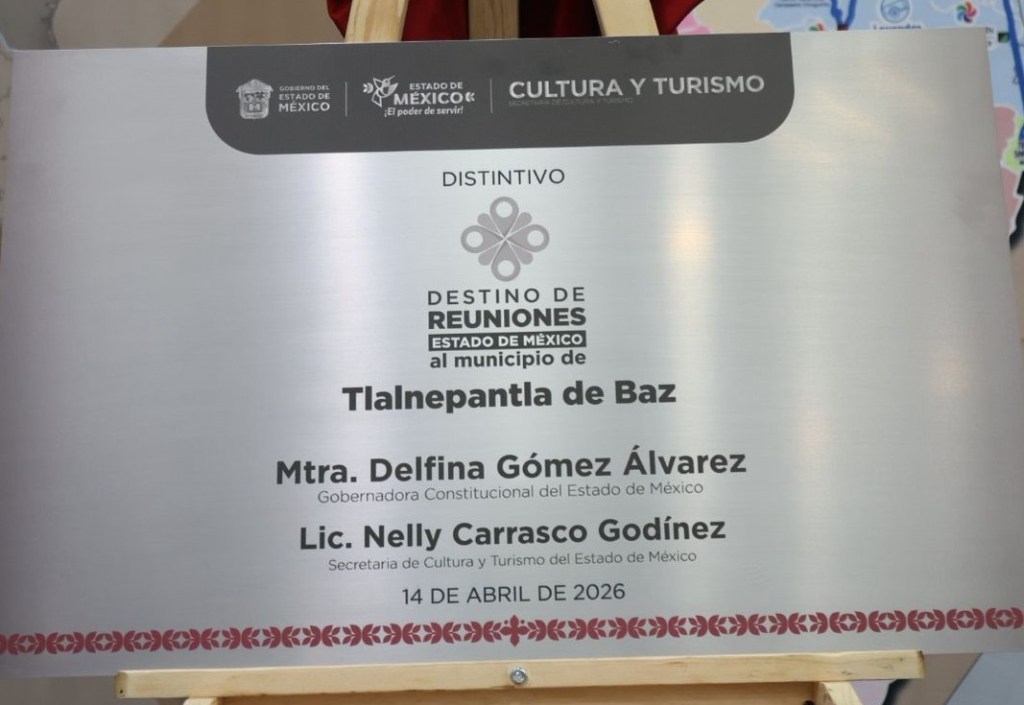 GOBIERNO DEL
ESTADO DE
MÉXICO
ESTADO DE
MÉXICO
¡El poder de servir!
CULTURA Y TURISMO
SECRETARÍA DE CULTURA Y TURISMO
DISTINTIVO
DESTINO DE
REUNIONES
ESTADO DE MÉXICO
al municipio de
Tlalnepantla de Baz
Mtra. Delfina Gómez Álvarez
Gobernadora Constitucional del Estado de México
Lic. Nelly Carrasco Godínez
Secretaria de Cultura y Turismo del Estado de México
14 DE ABRIL DE 2026